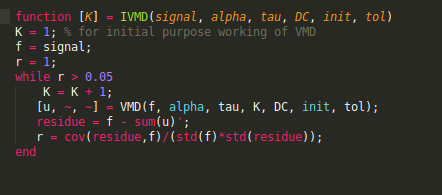 function [K] = IVMD(signal, alpha, tau, DC, init, tol)
K = 1; % for initial purpose working of VMD
f = signal;
r = 1;
while r > 0.05
    K = K + 1;
   [u, ~, ~] = VMD(f, alpha, tau, K, DC, init, tol);
   residue = f - sum(u)';
   r = cov(residue,f)/(std(f)*std(residue));
end